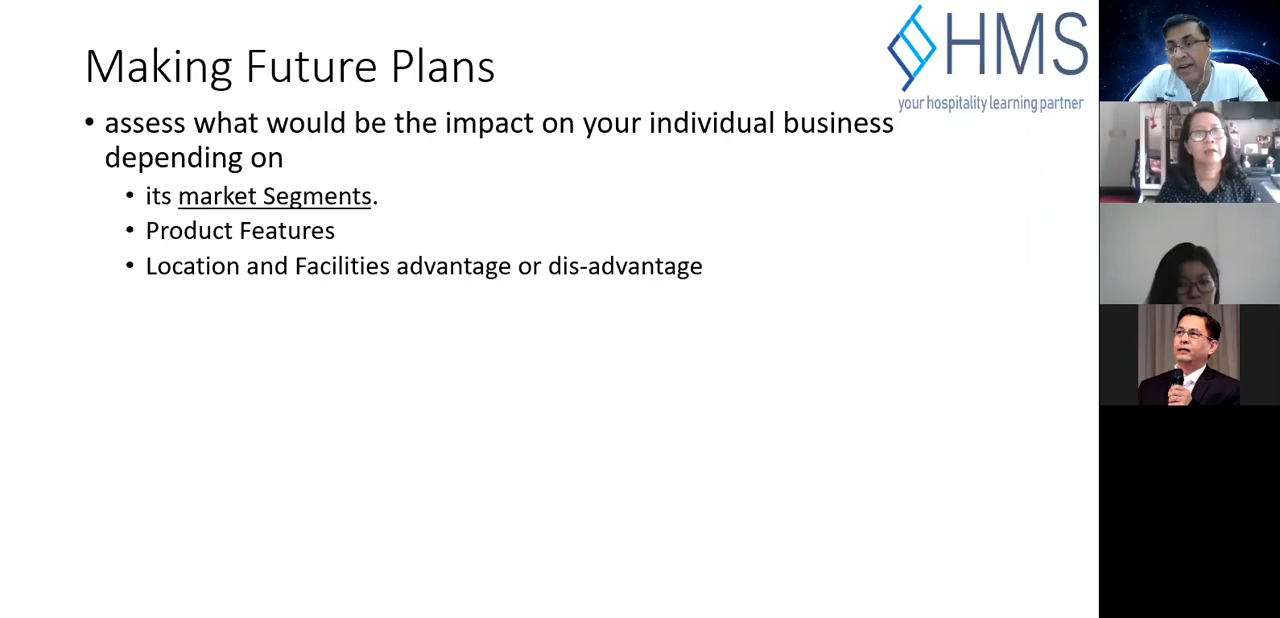 Making Future Plans
HMS
your hospitality learning partner
• assess what would be the impact on your individual business
depending on
• its market Segments.
• Product Features
• Location and Facilities advantage or dis-advantage